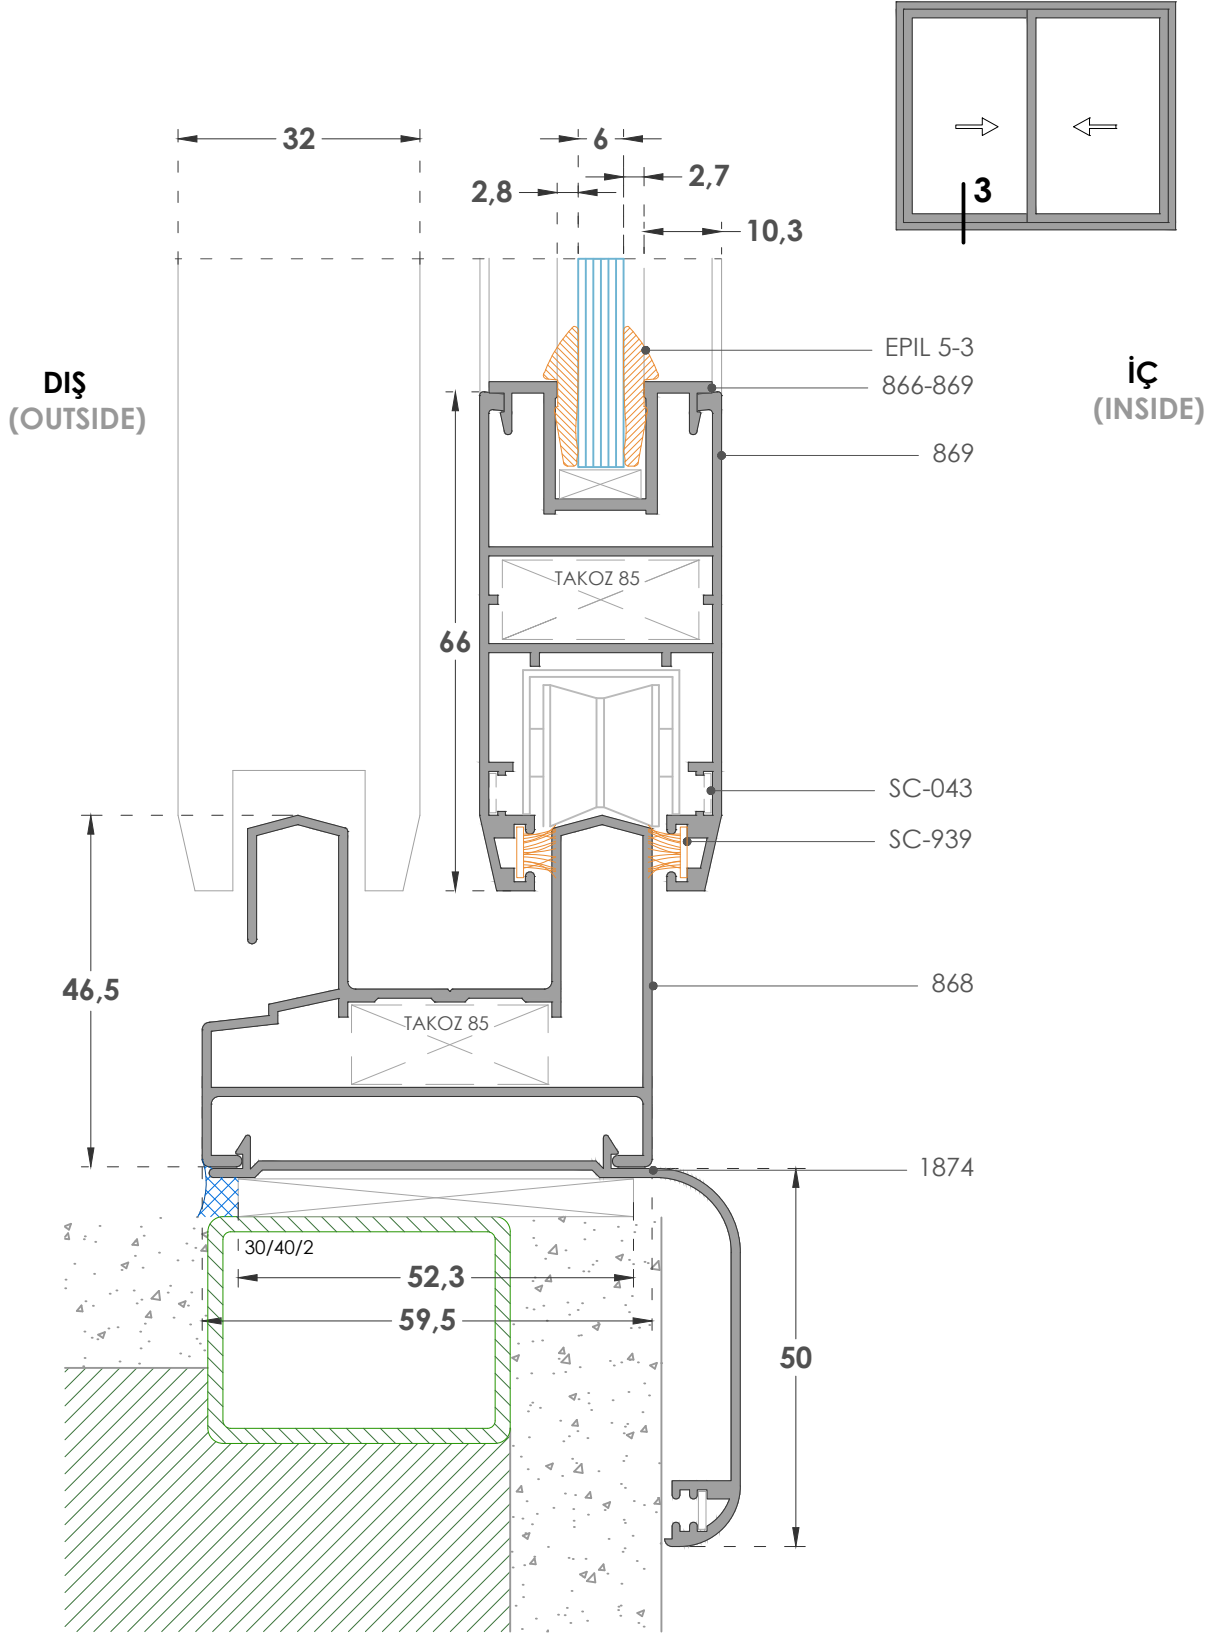 32
6
2,8
2,7
10,3
3
EPIL 5-3
866-869
869
DIŞ
(OUTSIDE)
İÇ
(INSIDE)
TAKOZ 85
66
SC-043
SC-939
46,5
868
TAKOZ 85
1874
30/40/2
52,3
59,5
50